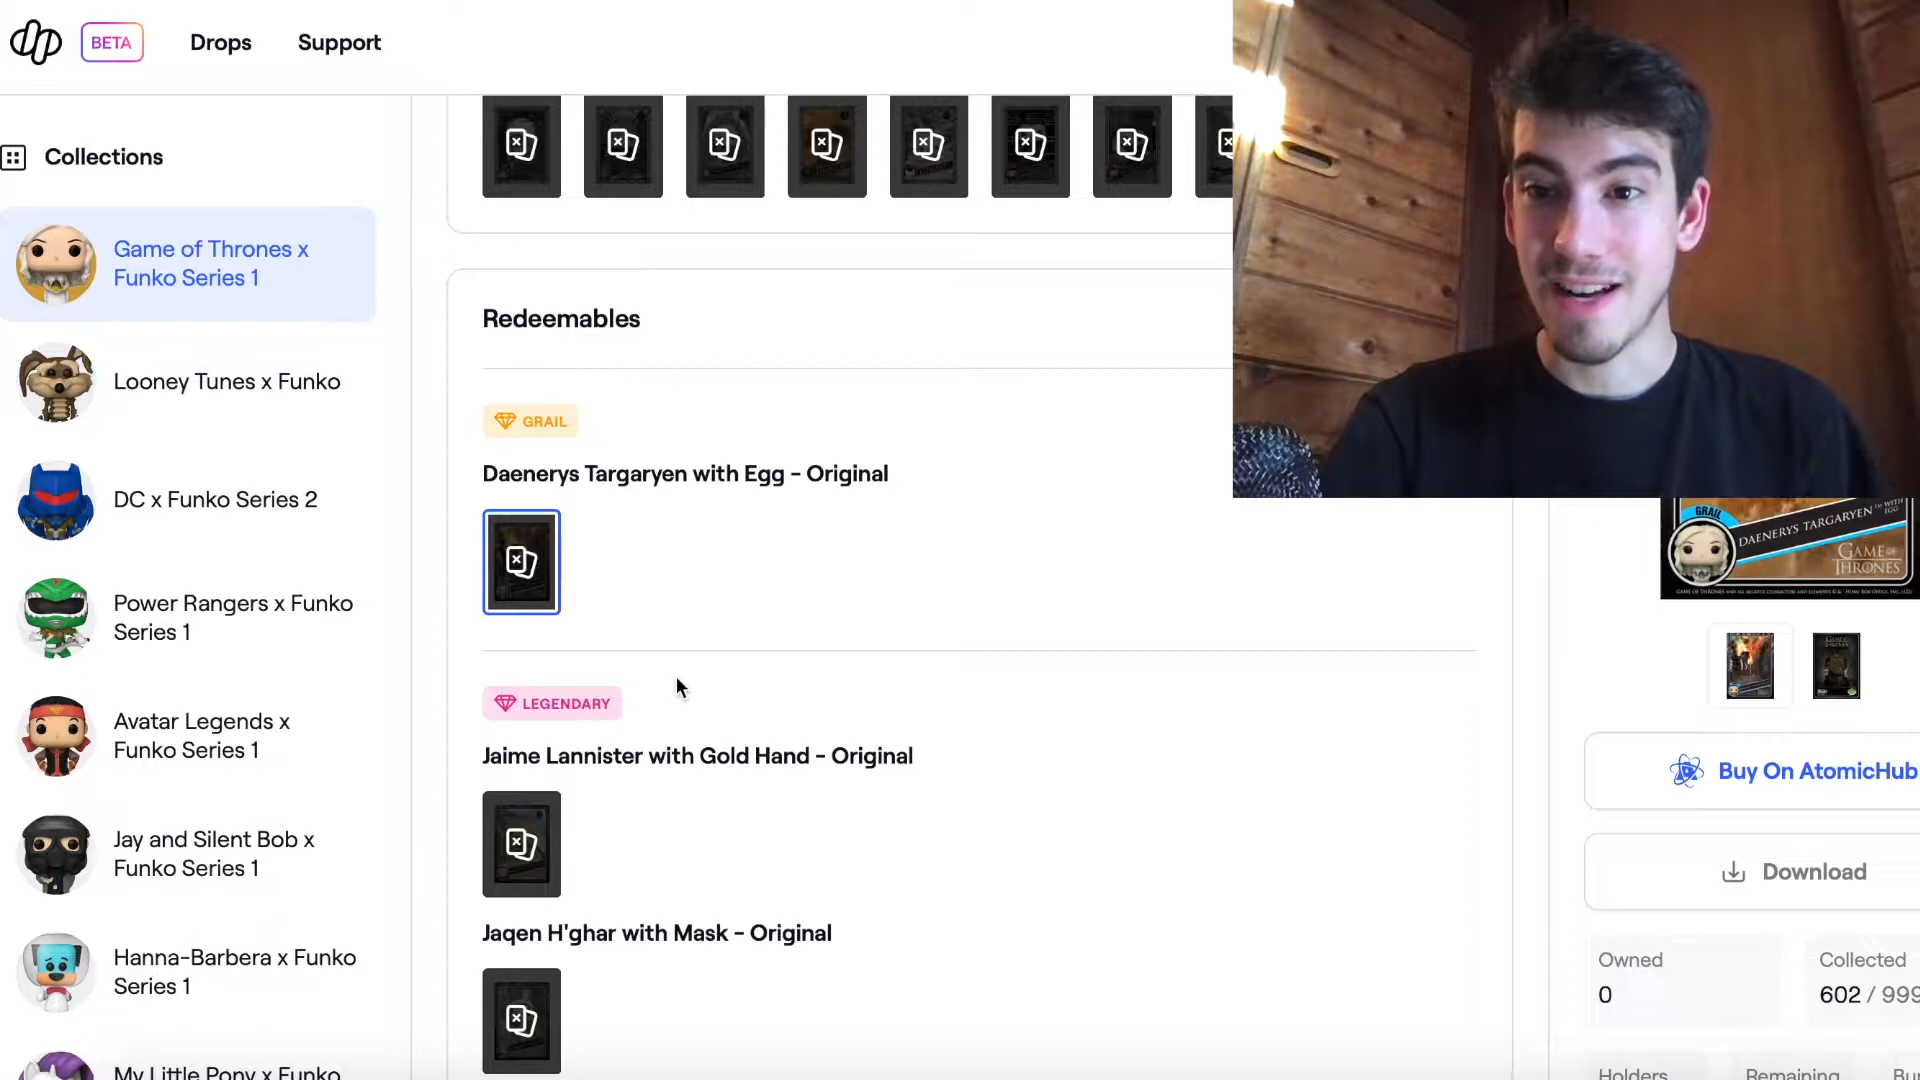 BETA
Drops
Support
Collections
Game of Thrones x
Funko Series 1
Looney Tunes x Funko
DC x Funko Series 2
Power Rangers x Funko
Series 1
Avatar Legends x
Funko Series 1
Jay and Silent Bob x
Funko Series 1
Hanna-Barbera x Funko
Series 1
My Little Pony x Funko
Redeemables
GRAIL
Daenerys Targaryen with Egg - Original
LEGENDARY
Jaime Lannister with Gold Hand - Original
Jaqen H'ghar with Mask - Original
GRAIL
DAENERYS TARGARYEN™ WITH
EGG
GAME OF
THRONES
Buy On AtomicHub
Download
Owned
0
Collected
602 / 999
Holders
Remaining